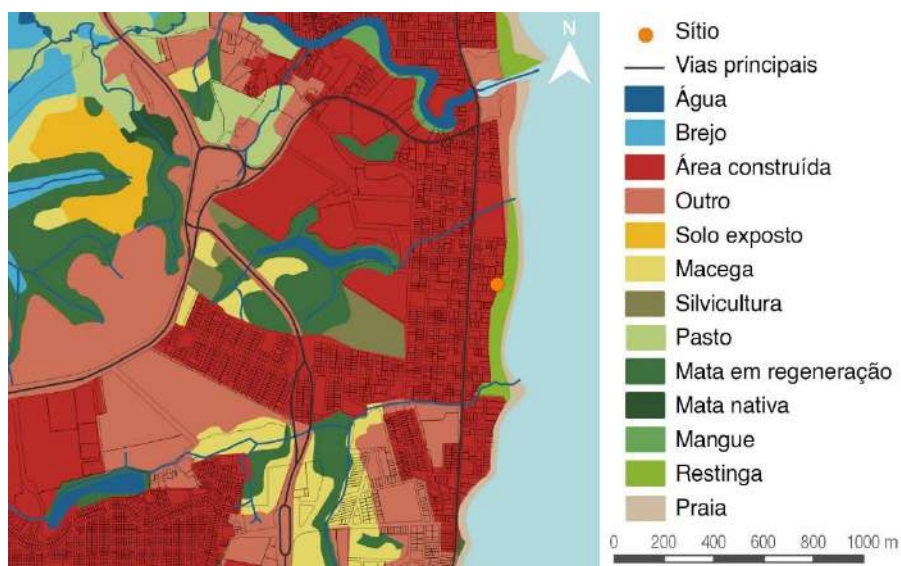 N
Sítio
Vias principais
Água
Brejo
Área construída
Outro
Solo exposto
Macega
Silvicultura
Pasto
Mata em regeneração
Mata nativa
Mangue
Restinga
Praia
0 200 400 600 800 1000 m